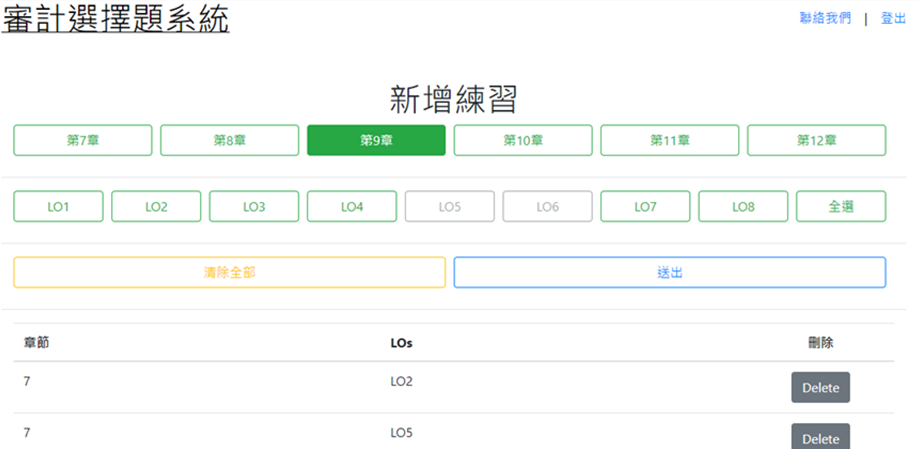 審計選擇題系統
聯絡我們 | 登出
新增練習
第7章 第8章 第9章 第10章 第11章 第12章
LO1 LO2 LO3 LO4 LO5 LO6 LO7 LO8 全選
清除全部 送出
章節 LOs 刪除
7 LO2 Delete
7 LO5 Delete